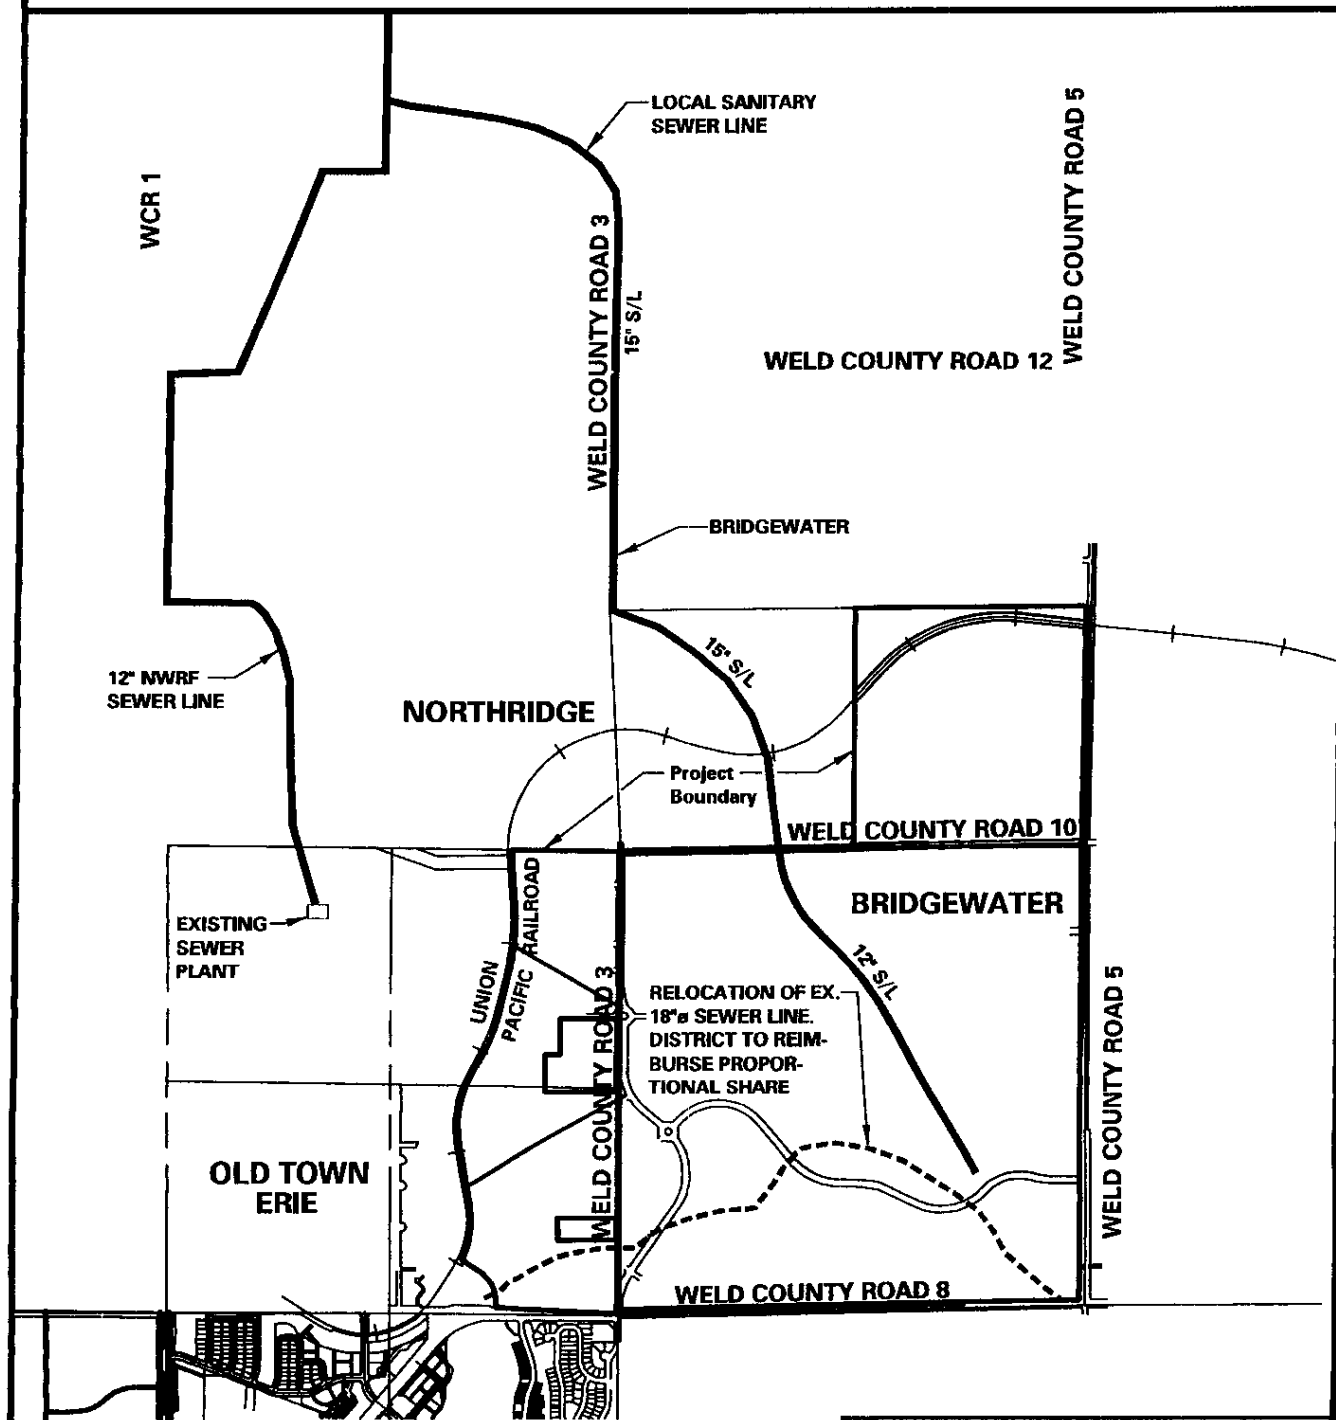 LOCAL SANITARY
SEWER LINE
WCR 1
WELD COUNTY ROAD 5
WELD COUNTY ROAD 3
15" S/L
WELD COUNTY ROAD 12
BRIDGEWATER
12" NWRF
SEWER LINE
15" S/L
NORTHRIDGE
Project
Boundary
WELD COUNTY ROAD 10
EXISTING
SEWER
PLANT
UNION
PACIFIC
RAILROAD
BRIDGEWATER
12" S/L
WELD COUNTY ROAD 3
RELOCATION OF EX.
18"ø SEWER LINE.
DISTRICT TO REIM-
BURSE PROPOR-
TIONAL SHARE
WELD COUNTY ROAD 5
OLD TOWN
ERIE
WELD COUNTY ROAD 8